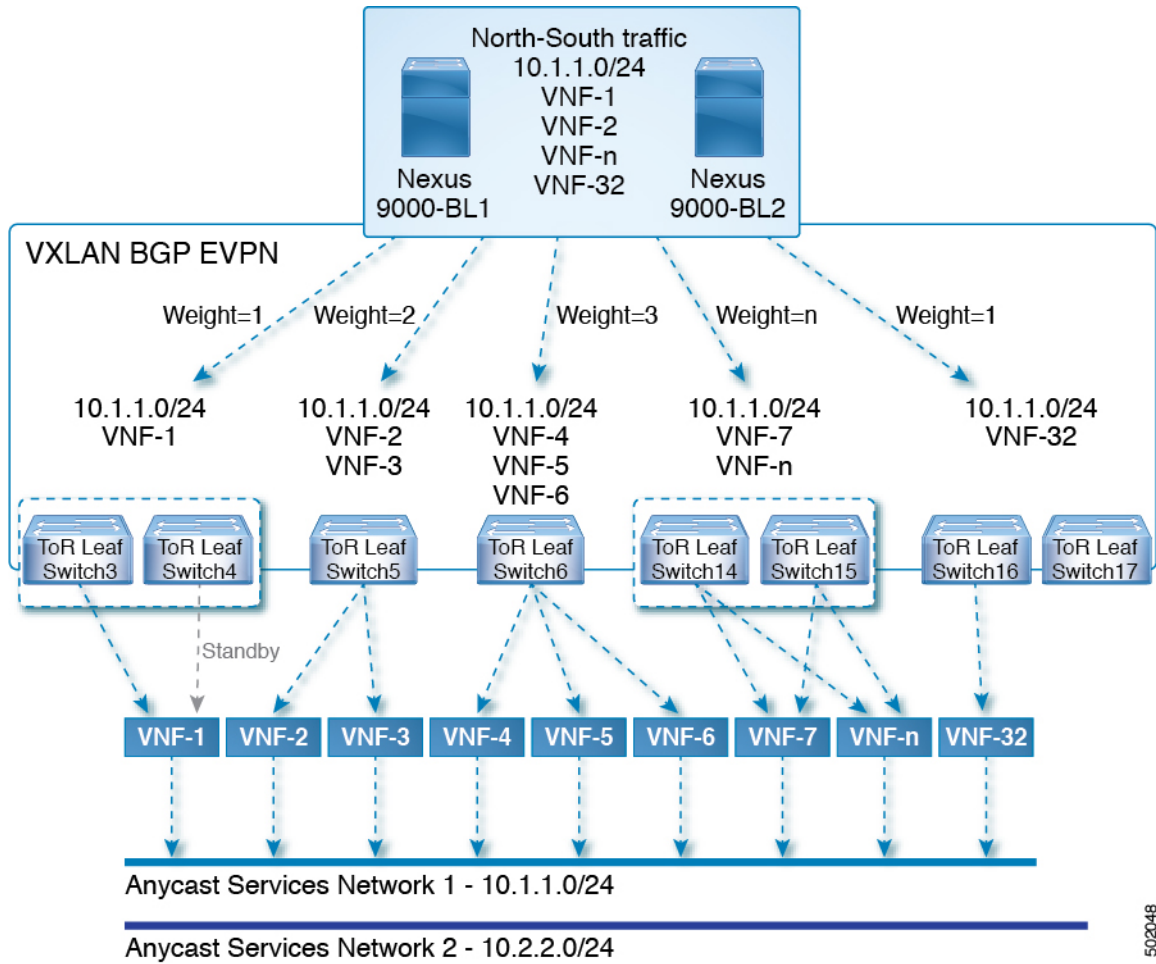 North-South traffic
10.1.1.0/24
VNF-1
VNF-2
VNF-n
VNF-32
Nexus
9000-BL1
Nexus
9000-BL2
VXLAN BGP EVPN
Weight=1
Weight=2
Weight=3
Weight=n
Weight=1
10.1.1.0/24
VNF-1
10.1.1.0/24
VNF-2
VNF-3
10.1.1.0/24
VNF-4
VNF-5
VNF-6
10.1.1.0/24
VNF-7
VNF-n
10.1.1.0/24
VNF-32
ToR Leaf
Switch3
ToR Leaf
Switch4
ToR Leaf
Switch5
ToR Leaf
Switch6
ToR Leaf
Switch14
ToR Leaf
Switch15
ToR Leaf
Switch16
ToR Leaf
Switch17
Standby
VNF-1
VNF-2
VNF-3
VNF-4
VNF-5
VNF-6
VNF-7
VNF-n
VNF-32
Anycast Services Network 1 - 10.1.1.0/24
Anycast Services Network 2 - 10.2.2.0/24
502048